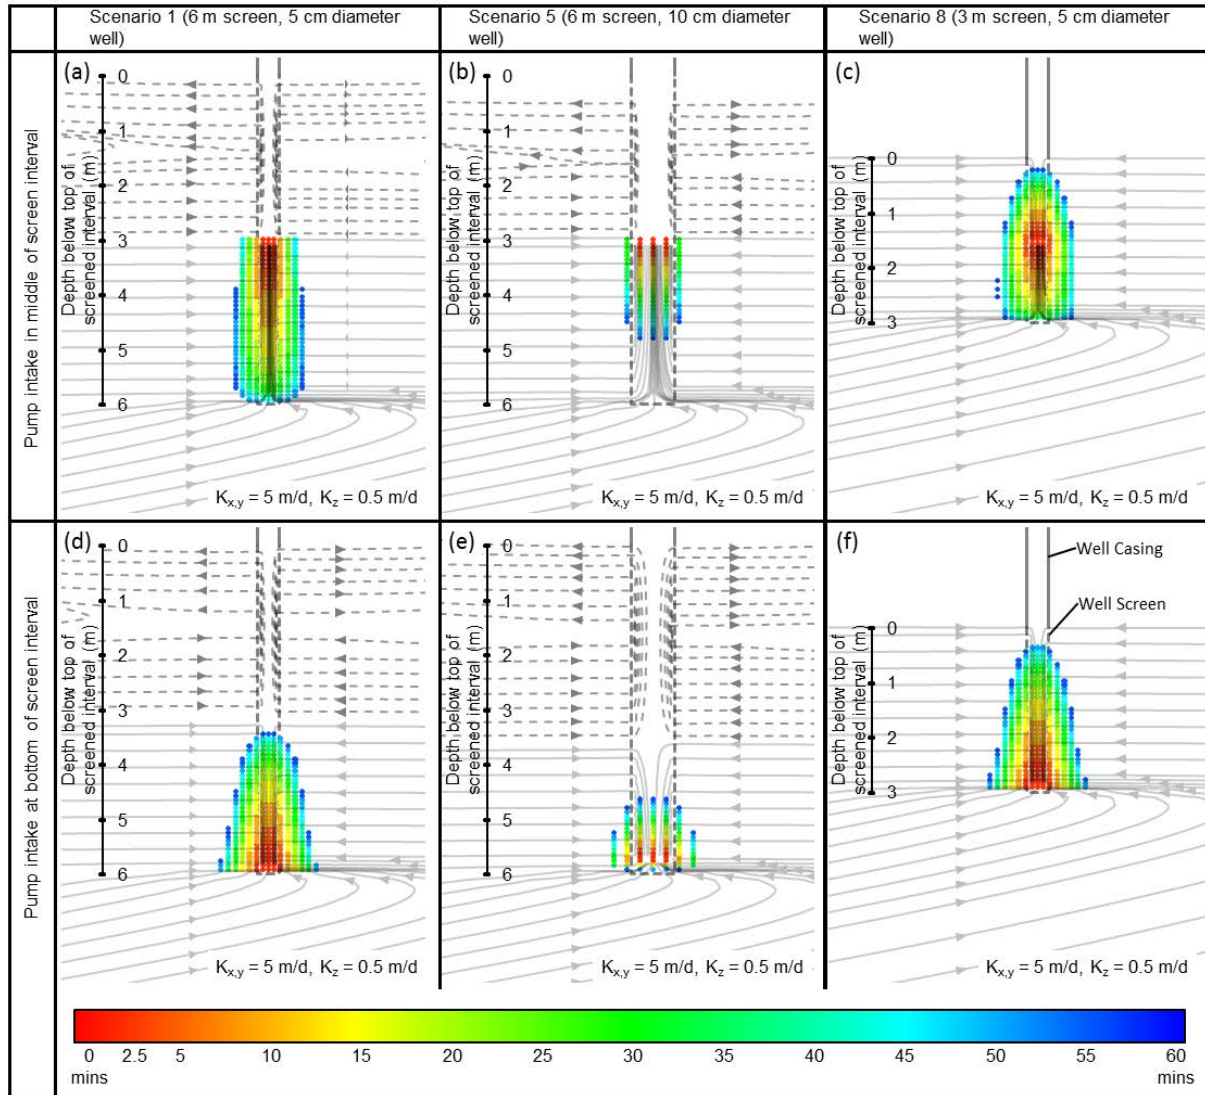 Scenario 1 (6 m screen, 5 cm diameter
well)
Scenario 5 (6 m screen, 10 cm diameter
well)
Scenario 8 (3 m screen, 5 cm diameter
well)
Pump intake in middle of screen interval
(a)
Depth below top of
screened interval (m)
0
1
2
3
4
5
6
Kx,y = 5 m/d, Kz = 0.5 m/d
(b)
Depth below top of
screened interval (m)
0
1
2
3
4
5
6
Kx,y = 5 m/d, Kz = 0.5 m/d
(c)
Depth below top of
screened interval (m)
0
1
2
3
Kx,y = 5 m/d, Kz = 0.5 m/d
Pump intake at bottom of screen interval
(d)
Depth below top of
screened interval (m)
0
1
2
3
4
5
6
Kx,y = 5 m/d, Kz = 0.5 m/d
(e)
Depth below top of
screened interval (m)
0
1
2
3
4
5
6
Kx,y = 5 m/d, Kz = 0.5 m/d
(f)
Well Casing
Well Screen
Depth below top of
screened interval (m)
0
1
2
3
Kx,y = 5 m/d, Kz = 0.5 m/d
0 2.5 5 10 15 20 25 30 35 40 45 50 55 60
mins mins